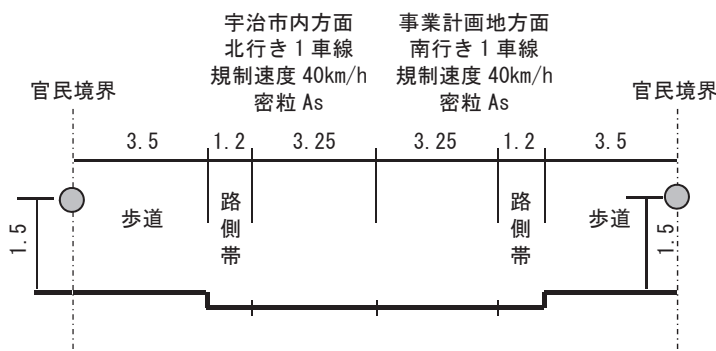 宇治市内方面
北行き1車線
規制速度 40km/h
密粒 As
事業計画地方面
南行き1車線
規制速度 40km/h
密粒 As
官民境界
官民境界
3.5 1.2 3.25 3.25 1.2 3.5
1.5
歩道
路側帯
路側帯
歩道
1.5